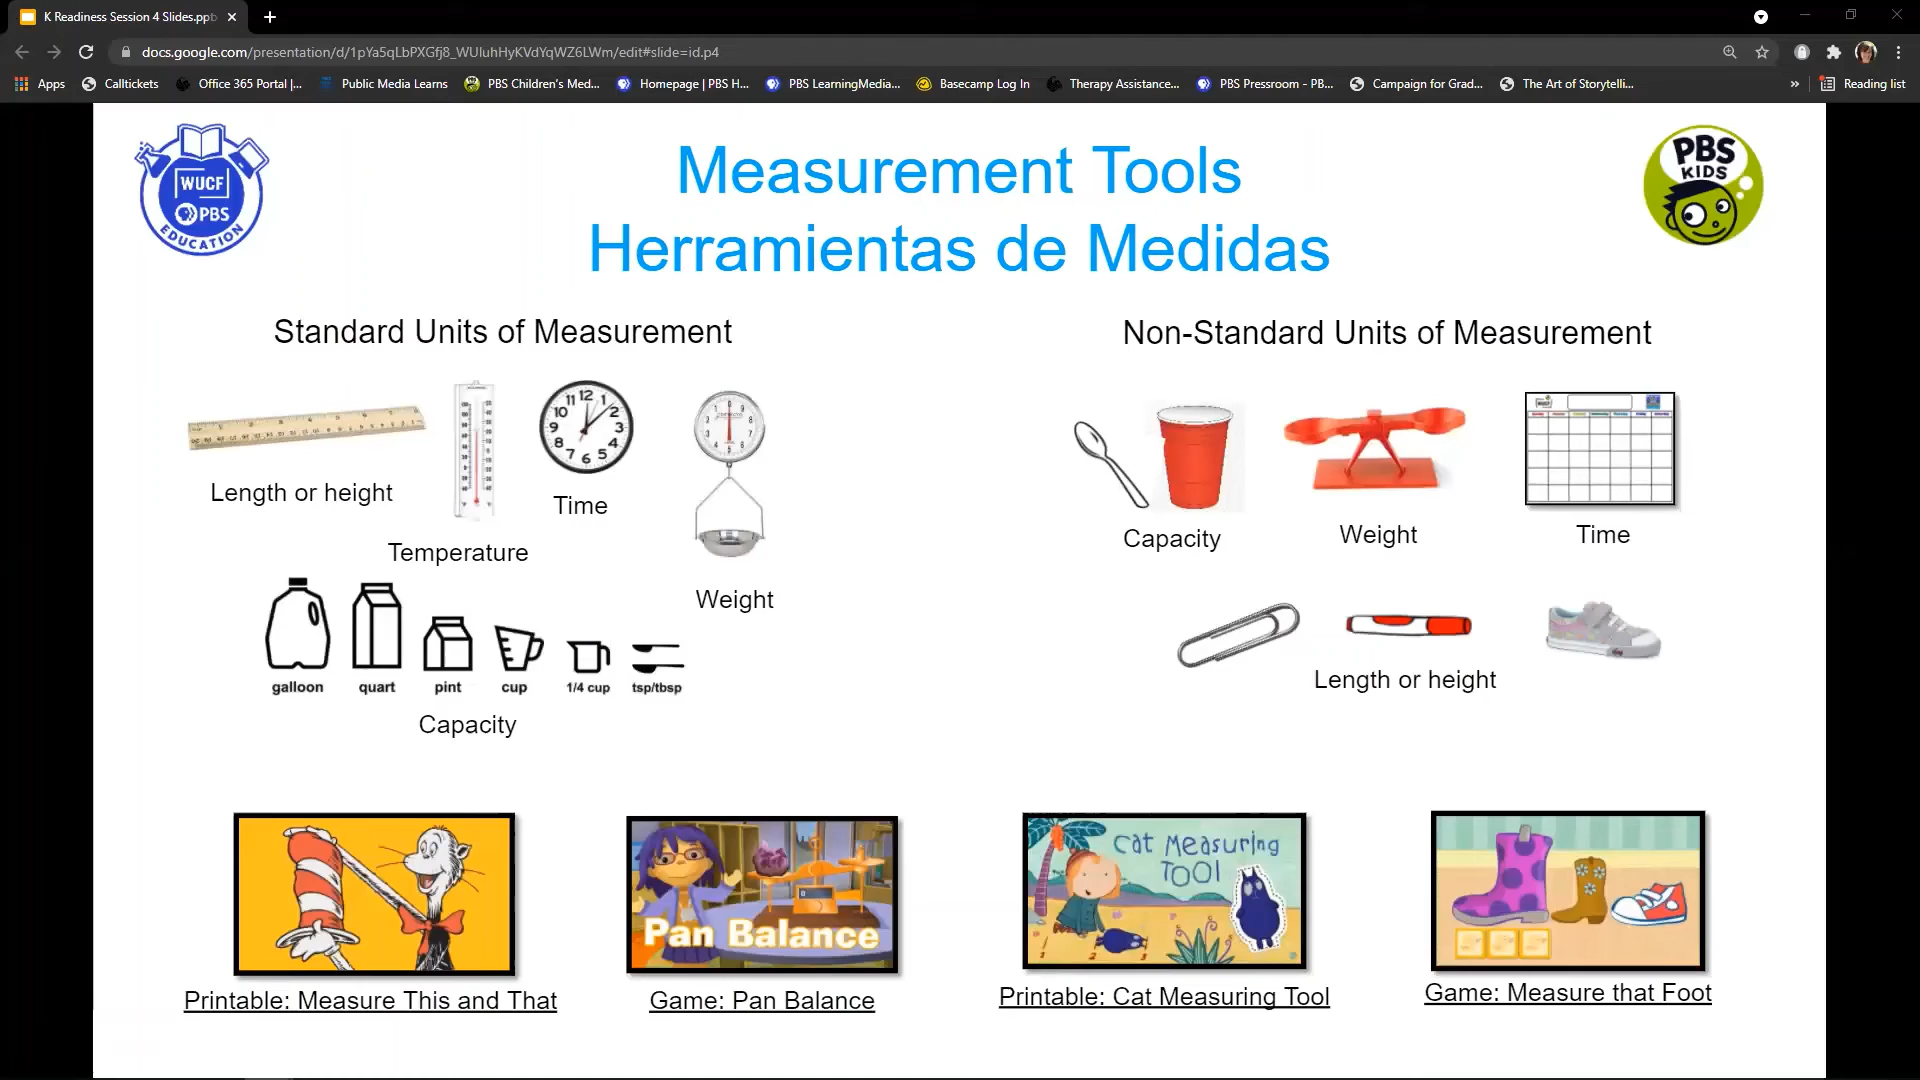 K Readiness Session 4 Slides.ppt
docs.google.com/presentation/d/1pYa5qLbPXGfj8_WUluhHyKVdYqWZ6LWm/edit#slide=id.p4
Apps
Calltickets
Office 365 Portal |...
Public Media Learns
PBS Children's Med...
Homepage | PBS H...
PBS LearningMedia...
Basecamp Log In
Therapy Assistance...
PBS Pressroom - PB...
Campaign for Grad...
The Art of Storytelli...
»
Reading list
WUCF
PBS
EDUCATION
Measurement Tools
Herramientas de Medidas
PBS
KIDS
Standard Units of Measurement
Non-Standard Units of Measurement
Length or height
Temperature
Time
Weight
galloon
quart
pint
cup
1/4 cup
tsp/tbsp
Capacity
Capacity
Weight
Time
Length or height
Pan Balance
Cat Measuring
TOOl
1 2 3
Printable: Measure This and That
Game: Pan Balance
Printable: Cat Measuring Tool
Game: Measure that Foot